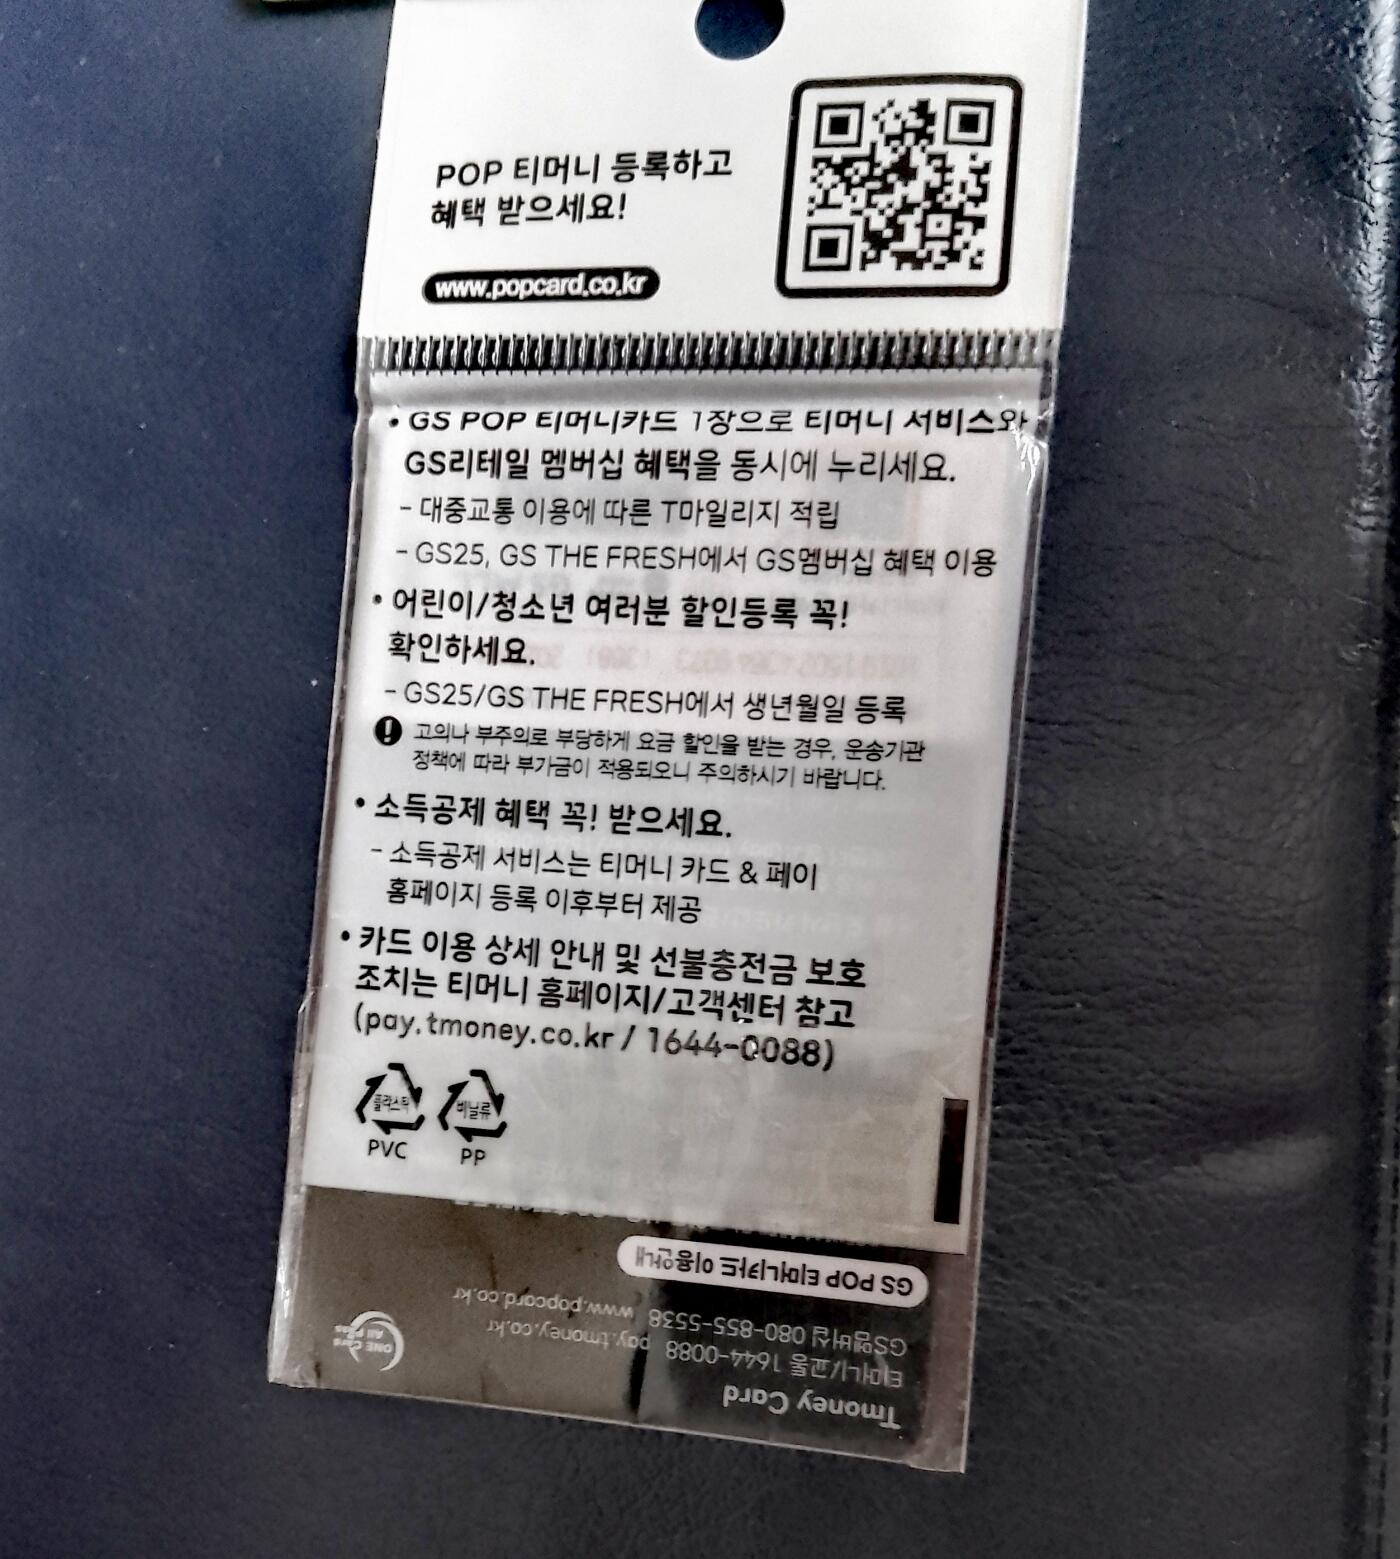 POP 티머니 등록하고
혜택 받으세요!
www.popcard.co.kr
• GS POP 티머니카드 1장으로 티머니 서비스와
GS리테일 멤버십 혜택을 동시에 누리세요.
- 대중교통 이용에 따른 T마일리지 적립
- GS25, GS THE FRESH에서 GS멤버십 혜택 이용
• 어린이/청소년 여러분 할인등록 꼭!
확인하세요.
- GS25/GS THE FRESH에서 생년월일 등록
고의나 부주의로 부당하게 요금 할인을 받는 경우, 운송기관
정책에 따라 부가금이 적용되오니 주의하시기 바랍니다.
• 소득공제 혜택 꼭! 받으세요.
- 소득공제 서비스는 티머니 카드 & 페이
홈페이지 등록 이후부터 제공
• 카드 이용 상세 안내 및 선불충전금 보호
조치는 티머니 홈페이지/고객센터 참고
(pay.tmoney.co.kr / 1644-0088)
플라스틱
PVC
비닐류
PP
Tmoney Card
티머니/교통 1644-0088 pay.tmoney.co.kr
GS멤버십 080-855-5538 www.popcard.co.kr
GS POP 티머니카드 이용안내
ONE Card
All Pass